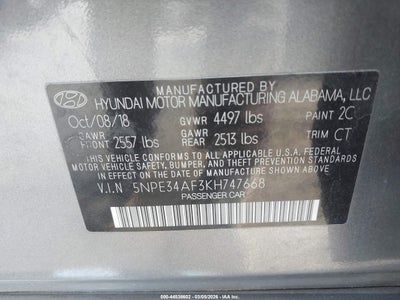 MANUFACTURED BY
HYUNDAI MOTOR MANUFACTURING ALABAMA, LLC
Oct/08/18 GVWR 4497 lbs PAINT 2C
GAWR FRONT 2557 lbs GAWR REAR 2513 lbs TRIM CT
THIS VEHICLE CONFORMS TO ALL APPLICABLE U.S.A. FEDERAL
MOTOR VEHICLE SAFETY, BUMPER, AND THEFT PREVENTION STANDARDS
IN EFFECT ON THE DATE OF MANUFACTURE SHOWN ABOVE.
V.I.N 5NPE34AF3KH747668
PASSENGER CAR